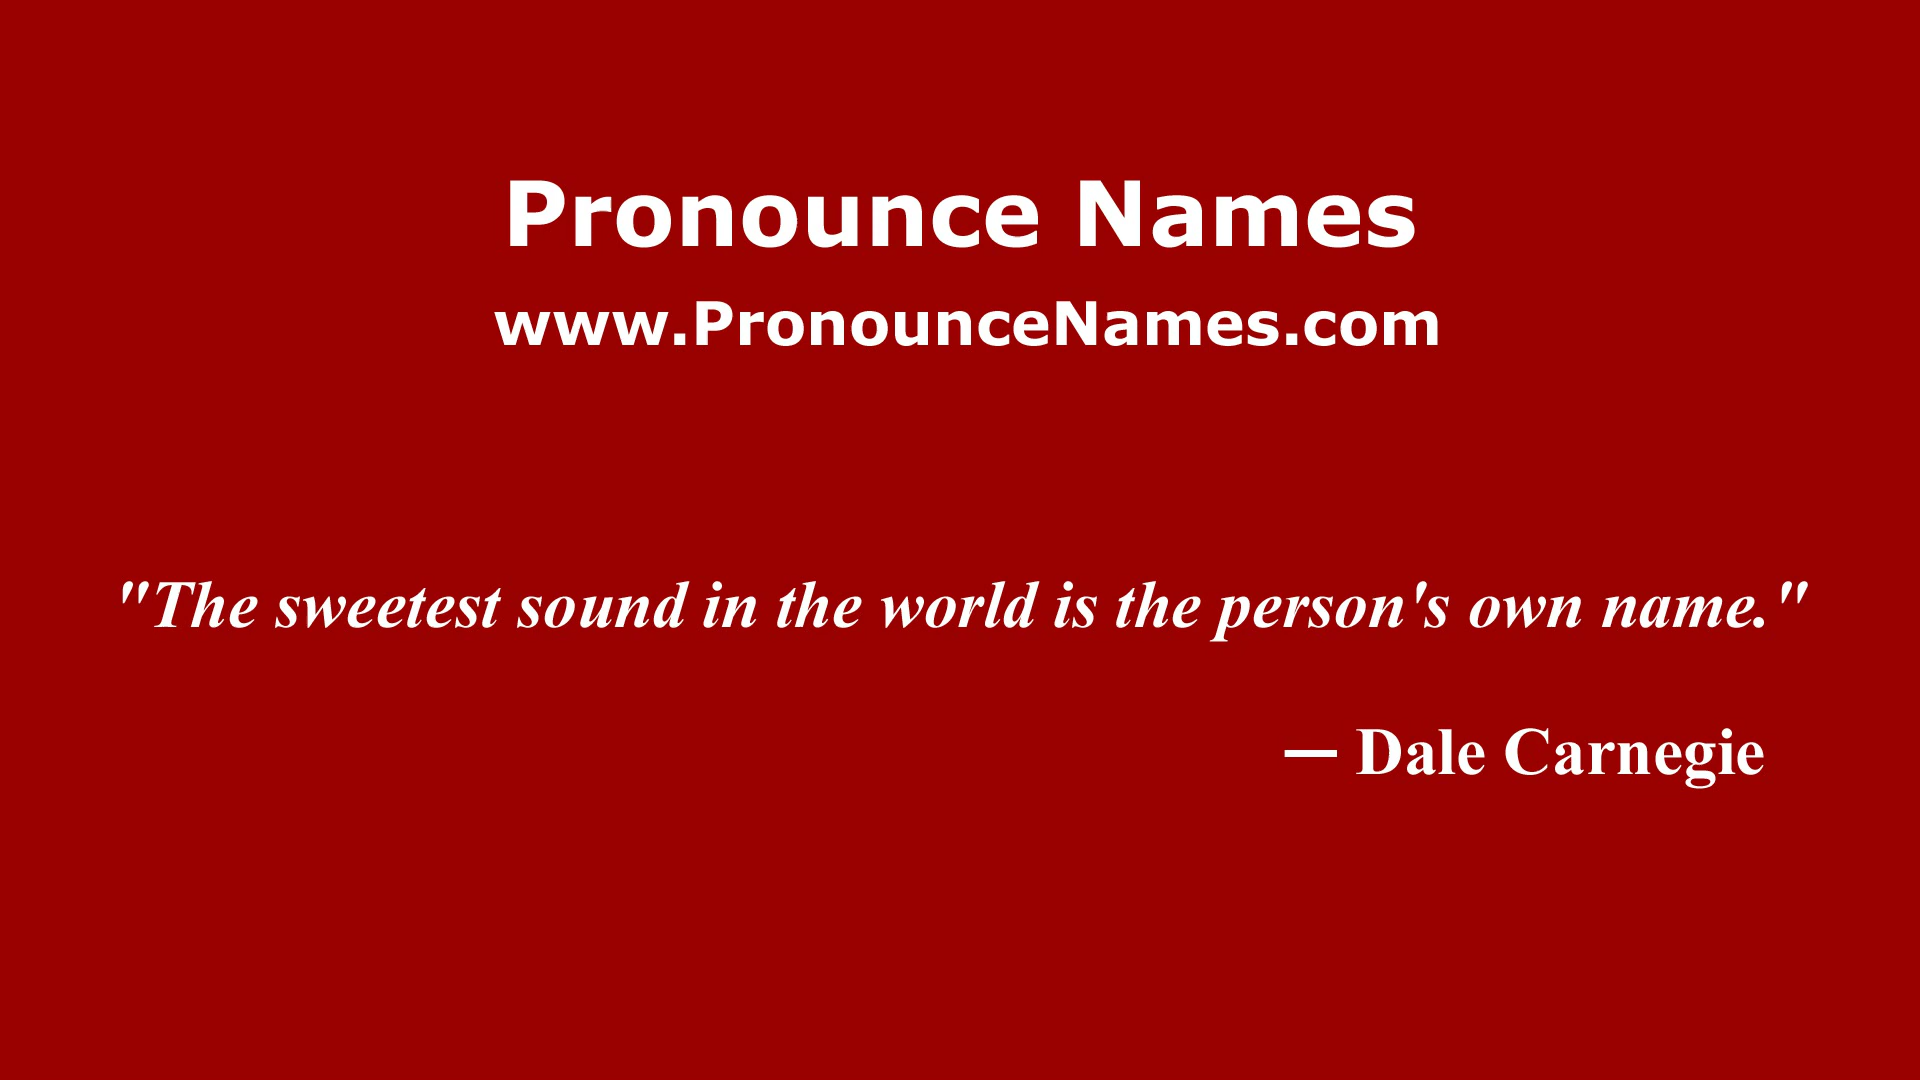 Pronounce Names
www.PronounceNames.com
"The sweetest sound in the world is the person's own name."
— Dale Carnegie